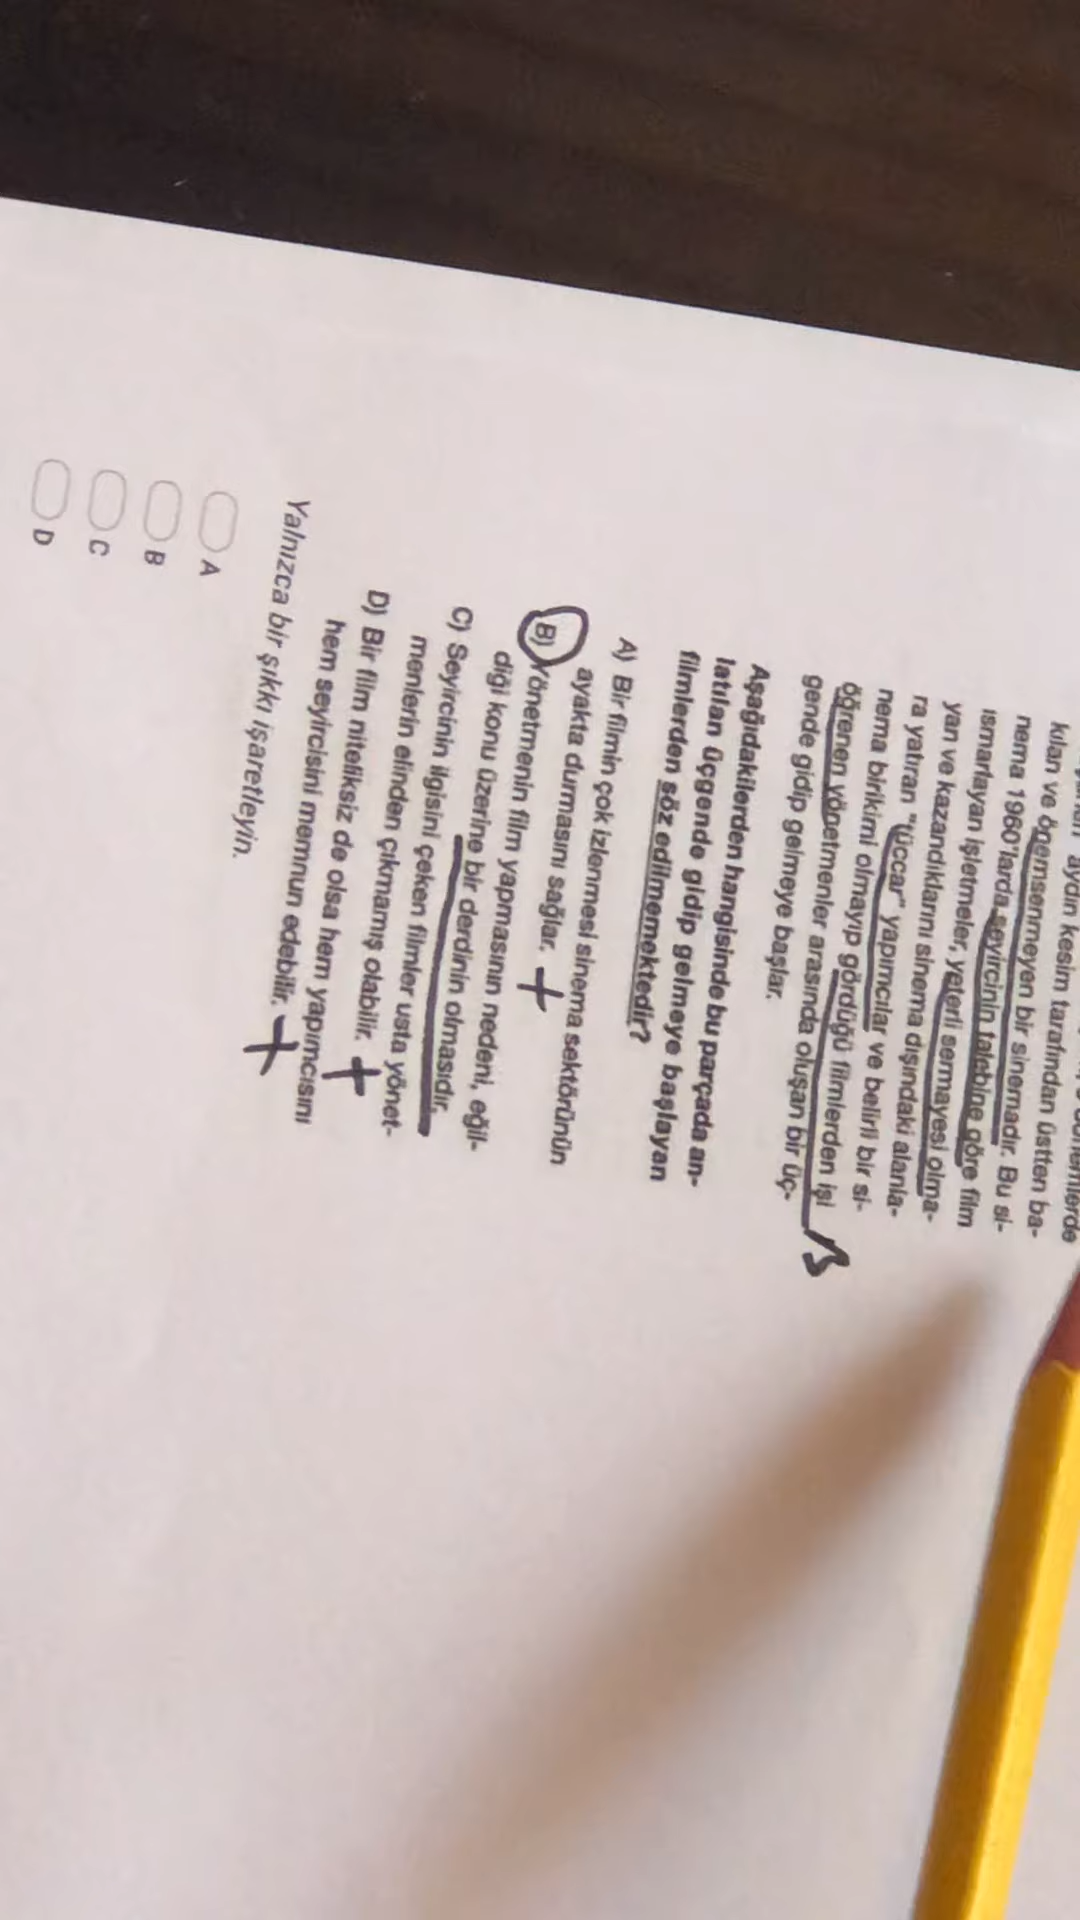 aydın kesim tarafından üstten ba-
kılan ve önemsenmeyen bir sinemadır. Bu si-
nema 1960'larda seyircinin talebine göre film
ısmarlayan işletmeler, yeterli sermayesi olma-
yan ve kazandıklarını sinema dışındaki alanla-
ra yatıran "tüccar" yapımcılar ve belirli bir si-
nema birikimi olmayıp gördüğü filmlerden işi
öğrenen yönetmenler arasında oluşan bir üç-
gende gidip gelmeye başlar.
Aşağıdakilerden hangisinde bu parçada an-
latılan üçgende gidip gelmeye başlayan
filmlerden söz edilmemektedir?
A) Bir filmin çok izlenmesi sinema sektörünün
ayakta durmasını sağlar. +
B) Yönetmenin film yapmasının nedeni, eğil-
diği konu üzerine bir derdinin olmasıdır.
C) Seyircinin ilgisini çeken filmler usta yönet-
menlerin elinden çıkmamış olabilir. +
D) Bir film niteliksiz de olsa hem yapımcısını
hem seyircisini memnun edebilir. +
Yalnızca bir şıkkı işaretleyin.
A
B
C
D